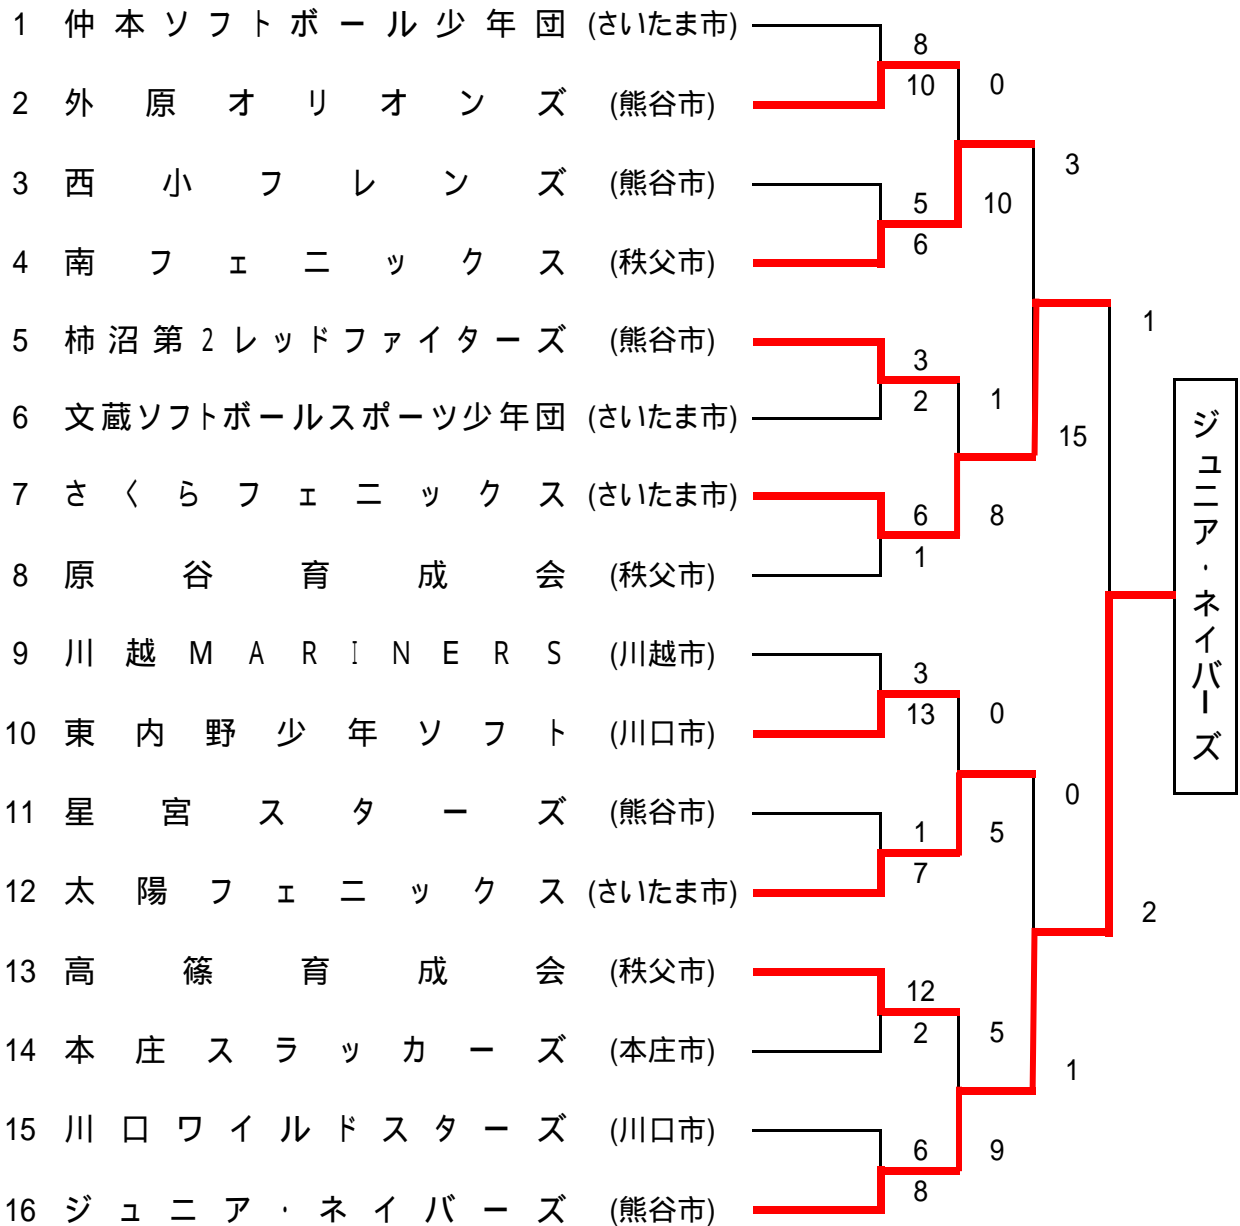 1 仲本ソフトボール少年団 (さいたま市)
8
10
0
2 外原オリオンズ (熊谷市)
3
3 西小フレンズ (熊谷市)
5
10
6
4 南フェニックス (秩父市)
1
5 柿沼第2レッドファイターズ (熊谷市)
3
2
1
6 文蔵ソフトボールスポーツ少年団 (さいたま市)
15
7 さくらフェニックス (さいたま市)
6
8
1
8 原谷育成会 (秩父市)
ジュニア・ネイバーズ
9 川越MARINERS (川越市)
3
13
0
10 東内野少年ソフト (川口市)
0
11 星宮スターズ (熊谷市)
1
5
7
12 太陽フェニックス (さいたま市)
2
13 高篠育成会 (秩父市)
12
2
5
14 本庄スラッカーズ (本庄市)
1
15 川口ワイルドスターズ (川口市)
6
9
8
16 ジュニア・ネイバーズ (熊谷市)